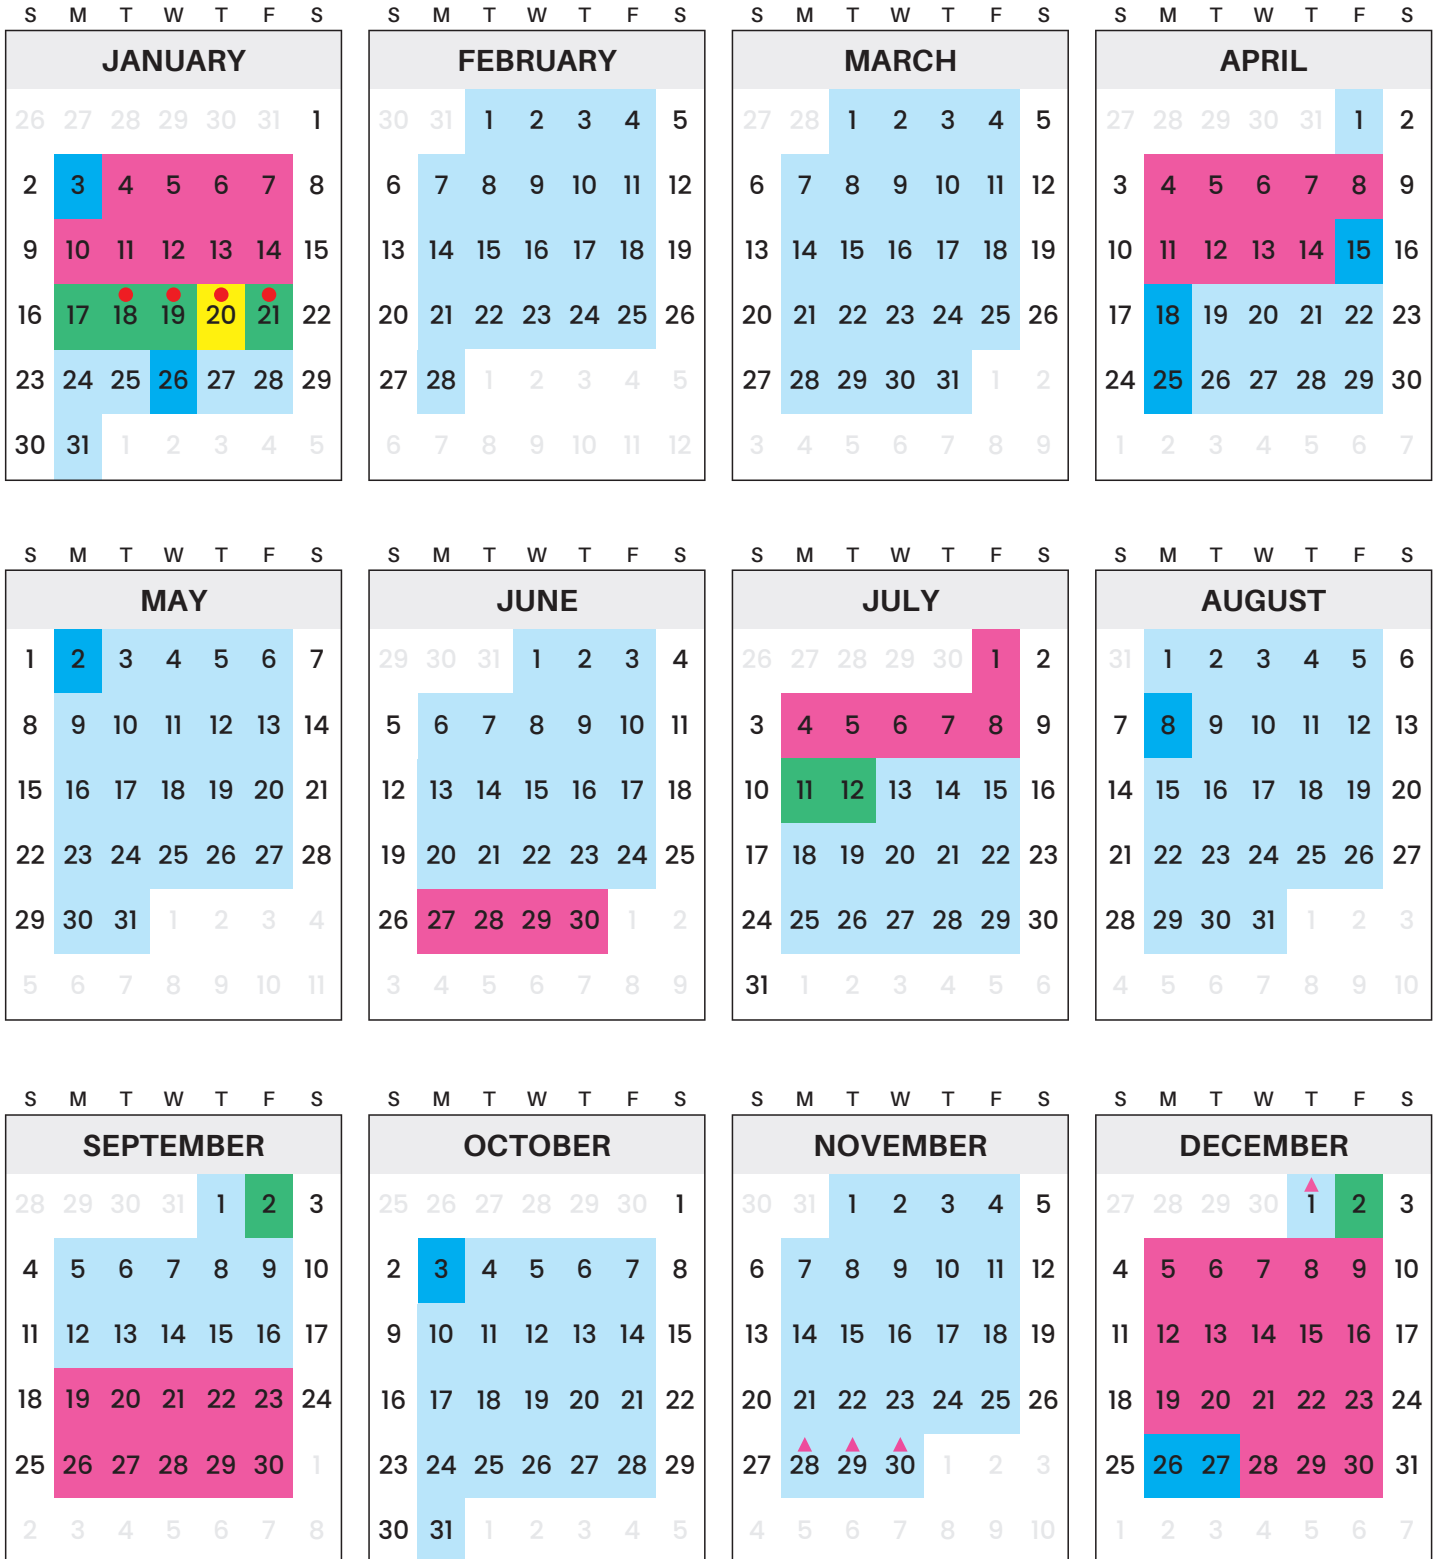 S M T W T F S S M T W T F S S M T W T F S S M T W T F S
JANUARY FEBRUARY MARCH APRIL
26 27 28 29 30 31 1 30 31 1 2 3 4 5 27 28 1 2 3 4 5 27 28 29 30 31 1 2
2 3 4 5 6 7 8 6 7 8 9 10 11 12 6 7 8 9 10 11 12 3 4 5 6 7 8 9
9 10 11 12 13 14 15 13 14 15 16 17 18 19 13 14 15 16 17 18 19 10 11 12 13 14 15 16
16 17 18 19 20 21 22 20 21 22 23 24 25 26 20 21 22 23 24 25 26 17 18 19 20 21 22 23
23 24 25 26 27 28 29 27 28 1 2 3 4 5 27 28 29 30 31 1 2 24 25 26 27 28 29 30
30 31 1 2 3 4 5 6 7 8 9 10 11 12 3 4 5 6 7 8 9 1 2 3 4 5 6 7
S M T W T F S S M T W T F S S M T W T F S S M T W T F S
MAY JUNE JULY AUGUST
1 2 3 4 5 6 7 29 30 31 1 2 3 4 26 27 28 29 30 1 2 31 1 2 3 4 5 6
8 9 10 11 12 13 14 5 6 7 8 9 10 11 3 4 5 6 7 8 9 7 8 9 10 11 12 13
15 16 17 18 19 20 21 12 13 14 15 16 17 18 10 11 12 13 14 15 16 14 15 16 17 18 19 20
22 23 24 25 26 27 28 19 20 21 22 23 24 25 17 18 19 20 21 22 23 21 22 23 24 25 26 27
29 30 31 1 2 3 4 26 27 28 29 30 1 2 24 25 26 27 28 29 30 28 29 30 31 1 2 3
5 6 7 8 9 10 11 3 4 5 6 7 8 9 31 1 2 3 4 5 6 4 5 6 7 8 9 10
S M T W T F S S M T W T F S S M T W T F S S M T W T F S
SEPTEMBER OCTOBER NOVEMBER DECEMBER
28 29 30 31 1 2 3 25 26 27 28 29 30 1 30 31 1 2 3 4 5 27 28 29 30 1 2 3
4 5 6 7 8 9 10 2 3 4 5 6 7 8 6 7 8 9 10 11 12 4 5 6 7 8 9 10
11 12 13 14 15 16 17 9 10 11 12 13 14 15 13 14 15 16 17 18 19 11 12 13 14 15 16 17
18 19 20 21 22 23 24 16 17 18 19 20 21 22 20 21 22 23 24 25 26 18 19 20 21 22 23 24
25 26 27 28 29 30 1 23 24 25 26 27 28 29 27 28 29 30 1 2 3 25 26 27 28 29 30 31
2 3 4 5 6 7 8 30 31 1 2 3 4 5 4 5 6 7 8 9 10 1 2 3 4 5 6 7